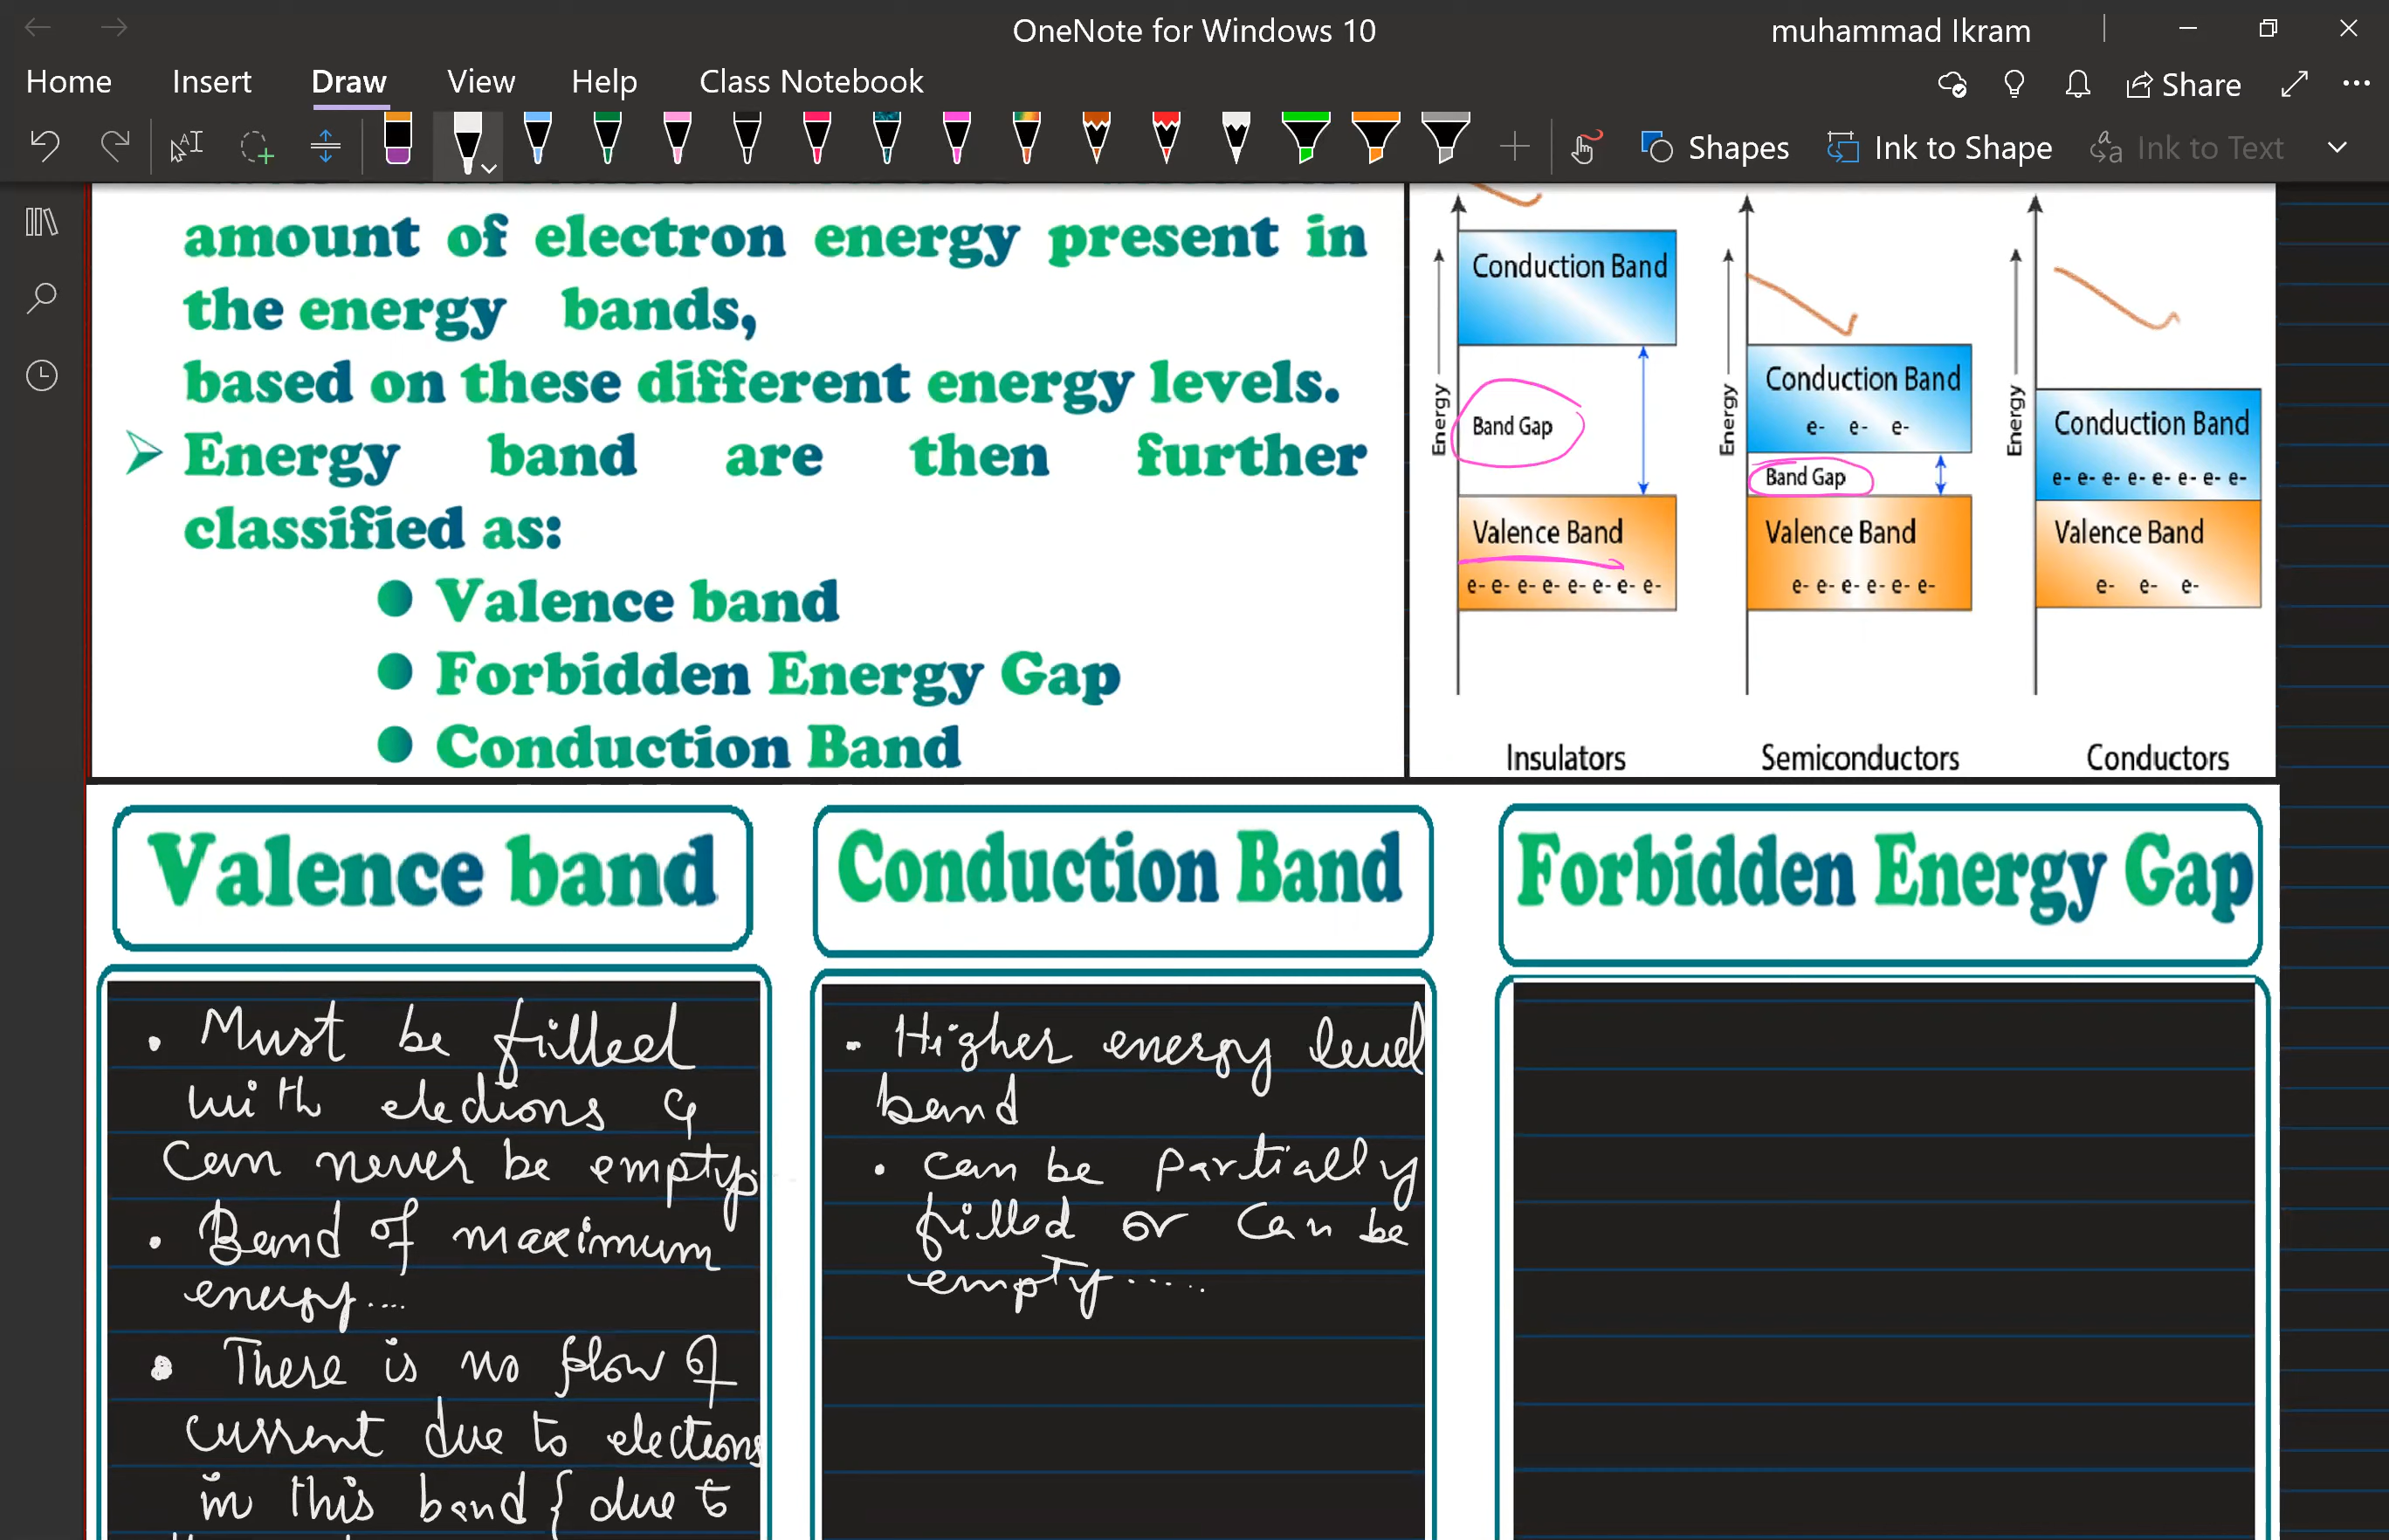 OneNote for Windows 10
muhammad Ikram
Home Insert Draw View Help Class Notebook
Share
Shapes Ink to Shape Ink to Text
amount of electron energy present in
the energy bands,
based on these different energy levels.
Energy band are then further
classified as:
Valence band
Forbidden Energy Gap
Conduction Band
Energy
Conduction Band
Band Gap
Valence Band
e- e- e- e- e- e- e- e-
Insulators
Energy
Conduction Band
e- e- e-
Band Gap
Valence Band
e- e- e- e- e- e-
Semiconductors
Energy
Conduction Band
e- e- e- e- e- e- e- e-
Valence Band
e- e- e-
Conductors
Valence band
• Must be filled
with electrons &
Can never be empty.
• Band of maximum
energy....
• There is no flow of
current due to electrons
in this band { due to
Conduction Band
• Higher energy level
band
• can be partially
filled or can be
empty.....
Forbidden Energy Gap